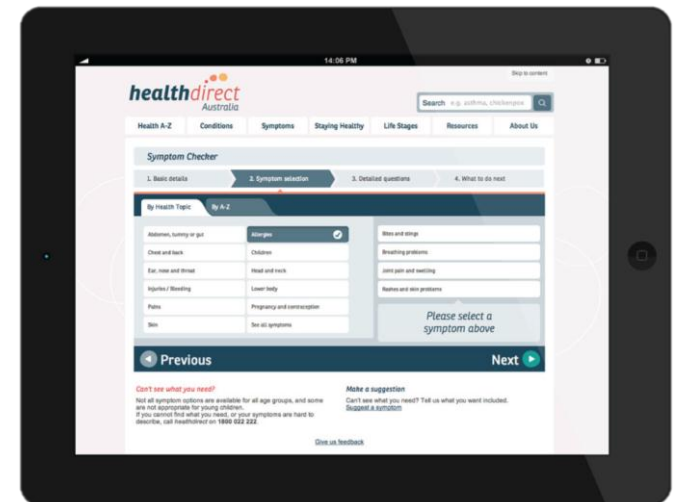 14:06 PM
Skip to content
healthdirect
Australia
Search e.g. asthma, chickenpox
Health A-Z Conditions Symptoms Staying Healthy Life Stages Resources About Us
Symptom Checker
1. Basic details 2. Symptom selection 3. Detailed questions 4. What to do next
By Health Topic By A-Z
Abdomen, tummy or gut Allergies Bites and stings
Chest and back Children Breathing problems
Ear, nose and throat Head and neck Joint pain and swelling
Injuries / Bleeding Lower body Rashes and skin problems
Pains Pregnancy and contraception
Skin See all symptoms
Please select a
symptom above
Previous Next
Can't see what you need?
Not all symptom options are available for all age groups, and some
are not appropriate for young children.
If you cannot find what you need, or your symptoms are hard to
describe, call healthdirect on 1800 022
222.
Make a suggestion
Can't see what you need? Tell us what you want included.
Suggest a symptom
Give us feedback